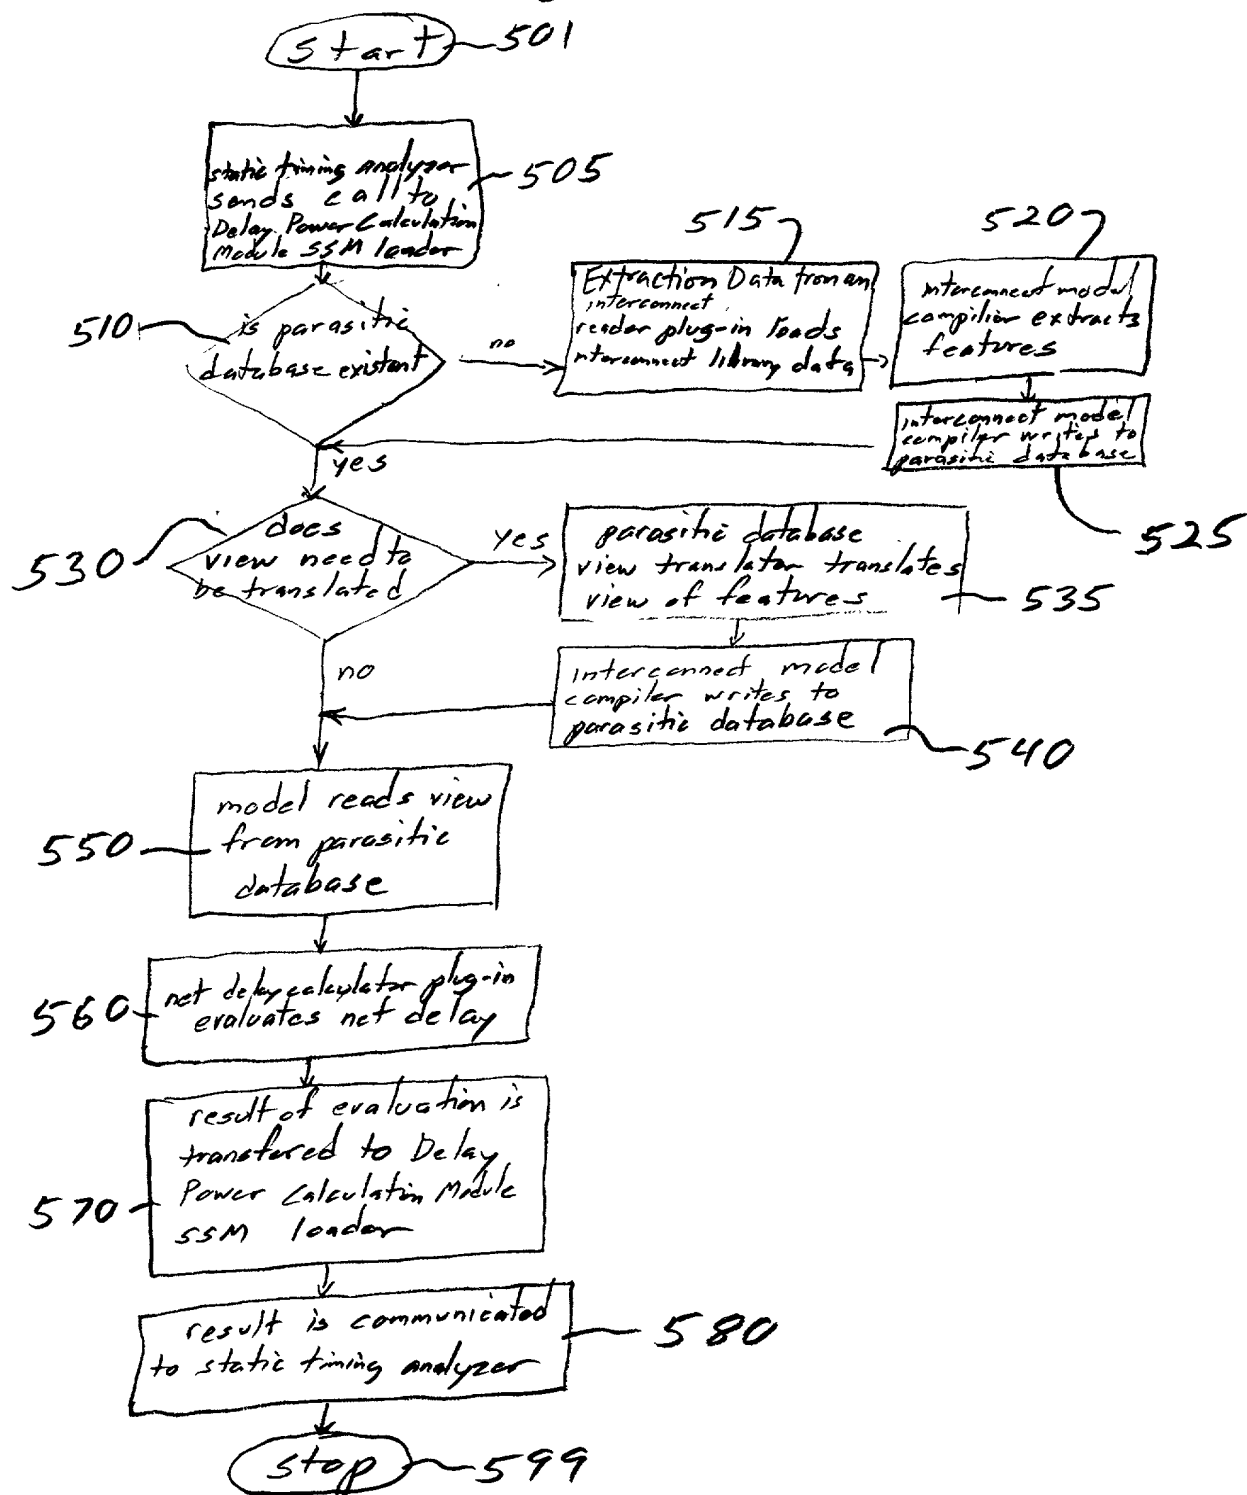 start
501
static timing analyzer
sends call to
Delay Power Calculation
Module SSM loader
505
510
is parasitic
database existant
no
yes
515
Extraction Data from an
interconnect
reader plug-in loads
interconnect library data
520
interconnect model
compilier extracts
features
interconnect model
compiler writes to
parasitic database
525
530
does
view need to
be translated
yes
no
parasitic database
view translator translates
view of features
535
interconnect model
compiler writes to
parasitic database
540
550
model reads view
from parasitic
database
560
net delay calculator plug-in
evaluates net delay
570
result of evaluation is
transfered to Delay
Power Calculation Module
SSM loader
result is communicated
to static timing analyzer
580
stop
599